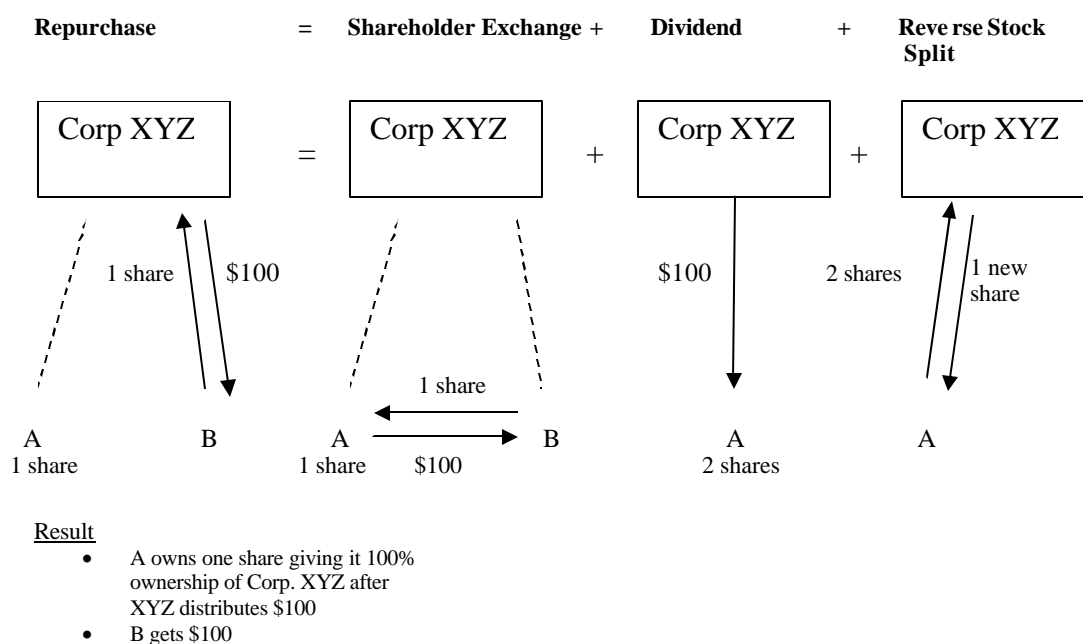 Repurchase = Shareholder Exchange + Dividend + Reve rse Stock
Split
Corp XYZ = Corp XYZ + Corp XYZ + Corp XYZ
1 share $100 $100 2 shares 1 new
share
1 share
A B A B A A
1 share 1 share $100 2 shares
Result
• A owns one share giving it 100%
ownership of Corp. XYZ after
XYZ distributes $100
• B gets $100